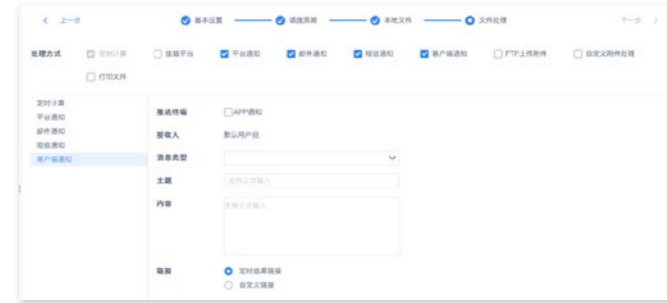 上一步 基本设置 调度周期 本地文件 文件处理 下一步
处理方式 定时计算 挂载平台 平台通知 邮件通知 短信通知 客户端通知 FTP上传附件 自定义附件处理
打印文件
定时计算
平台通知
邮件通知
短信通知
客户端通知
推送终端 APP通知
接收人 默认用户组
消息类型
主题 支持公式输入
内容 支持公式输入
链接 定时结果链接
自定义链接